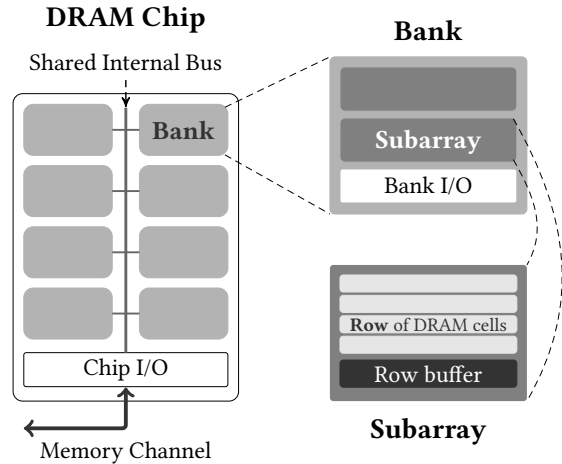 DRAM Chip
Shared Internal Bus
Bank
Chip I/O
Memory Channel
Bank
Subarray
Bank I/O
Row of DRAM cells
Row buffer
Subarray